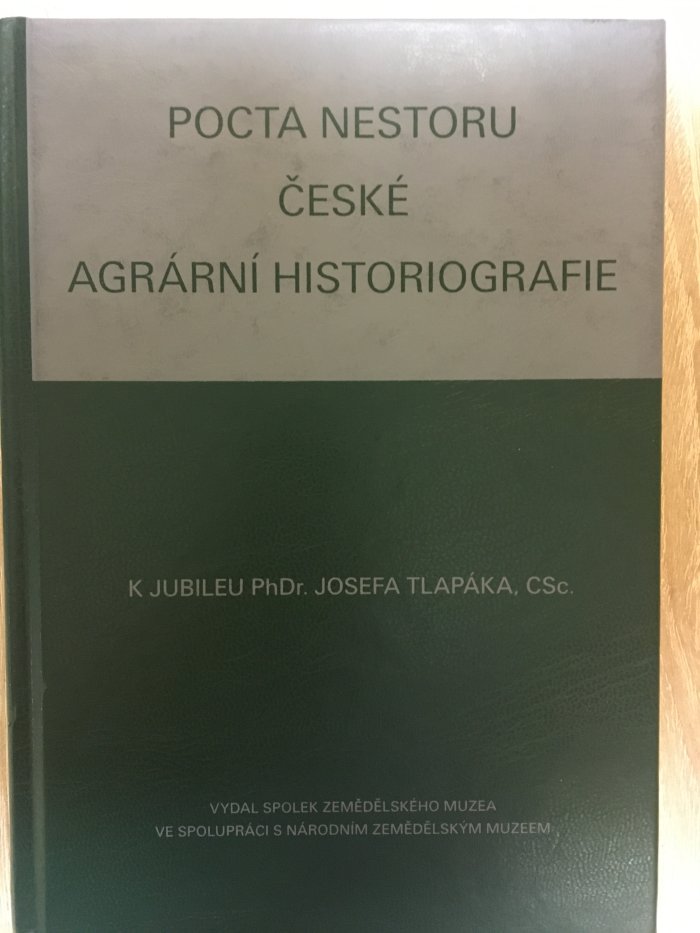 POCTA NESTORU
ČESKÉ
AGRÁRNÍ HISTORIOGRAFIE
K JUBILEU PhDr. JOSEFA TLAPÁKA, CSc.
VYDAL SPOLEK ZEMĚDĚLSKÉHO MUZEA
VE SPOLUPRÁCI S NÁRODNÍM ZEMĚDĚLSKÝM MUZEEM